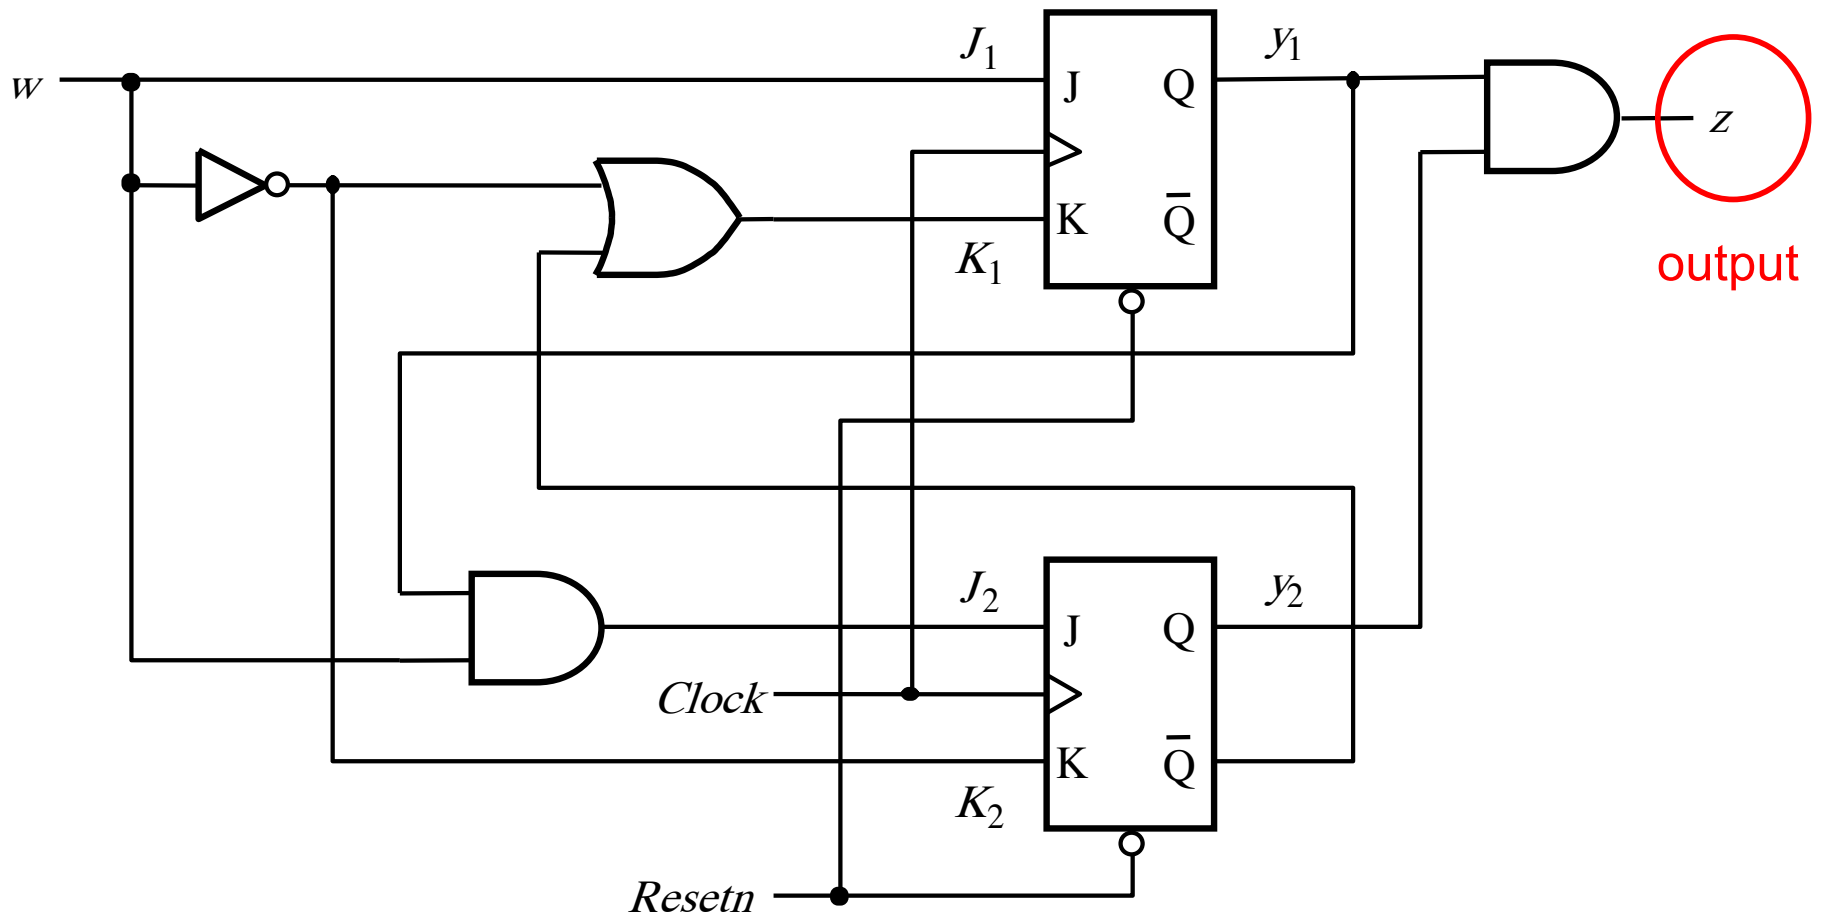 w
J₁
J
Q
y₁
z
output
K
Q̅
K₁
J₂
J
Q
y₂
Clock
K
Q̅
K₂
Resetn